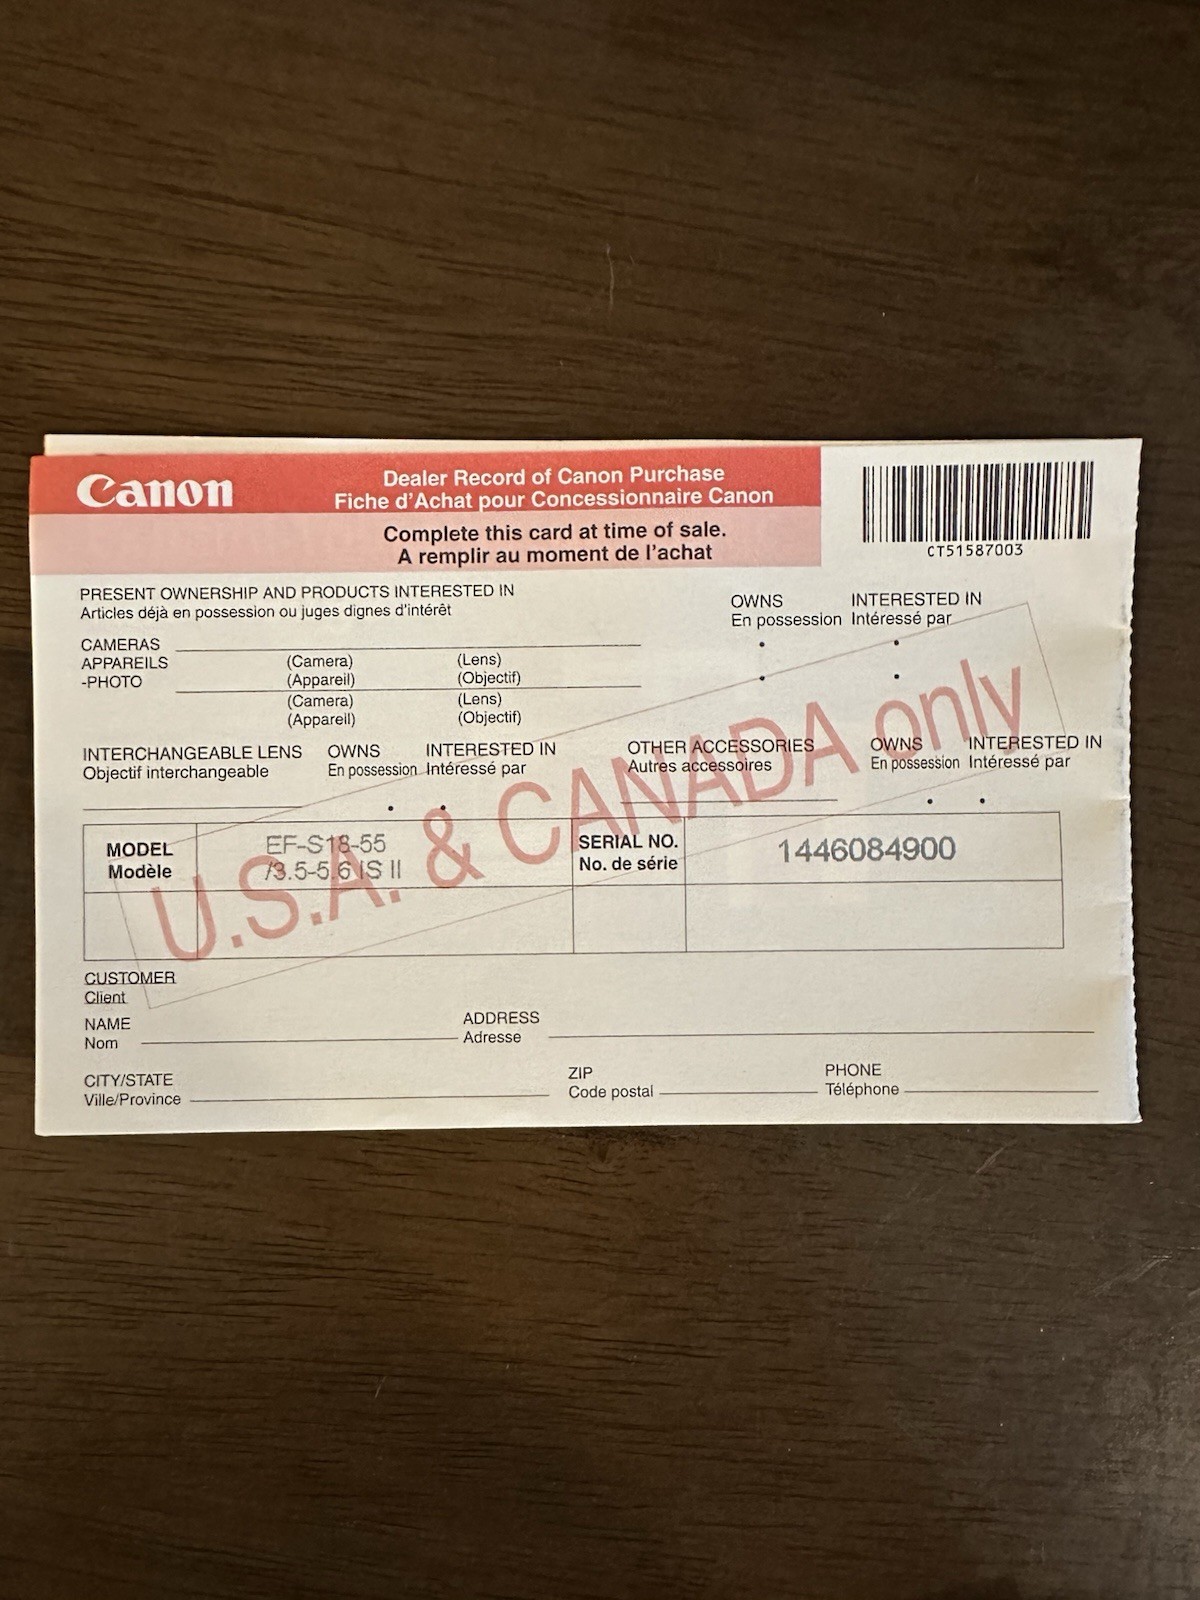 Canon
Dealer Record of Canon Purchase
Fiche d'Achat pour Concessionnaire Canon
Complete this card at time of sale.
A remplir au moment de l'achat
CT51587003
PRESENT OWNERSHIP AND PRODUCTS INTERESTED IN
Articles déjà en possession ou juges dignes d'intérêt
OWNS INTERESTED IN
En possession Intéressé par
CAMERAS
APPAREILS (Camera) (Lens)
-PHOTO (Appareil) (Objectif)
(Camera) (Lens)
(Appareil) (Objectif)
INTERCHANGEABLE LENS OWNS INTERESTED IN OTHER ACCESSORIES OWNS INTERESTED IN
Objectif interchangeable En possession Intéressé par Autres accessoires En possession Intéressé par
U.S.A. & CANADA only
MODEL EF-S18-55 SERIAL NO. 1446084900
Modèle /3.5-5.6 IS II No. de série
CUSTOMER
Client
NAME ADDRESS
Nom Adresse
CITY/STATE ZIP PHONE
Ville/Province Code postal Téléphone